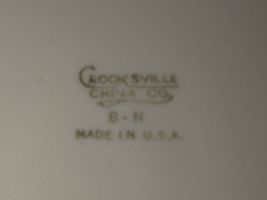 CROOKSVILLE
CHINA CO.
B - N
MADE IN U.S.A.